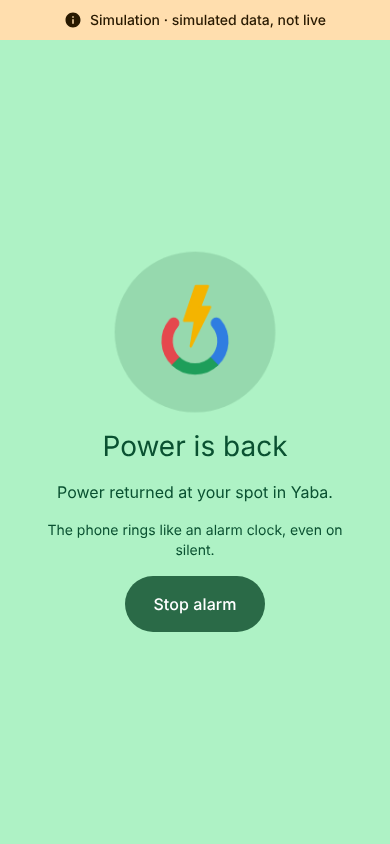 Simulation · simulated data, not live
Power is back
Power returned at your spot in Yaba.
The phone rings like an alarm clock, even on
silent.
Stop alarm